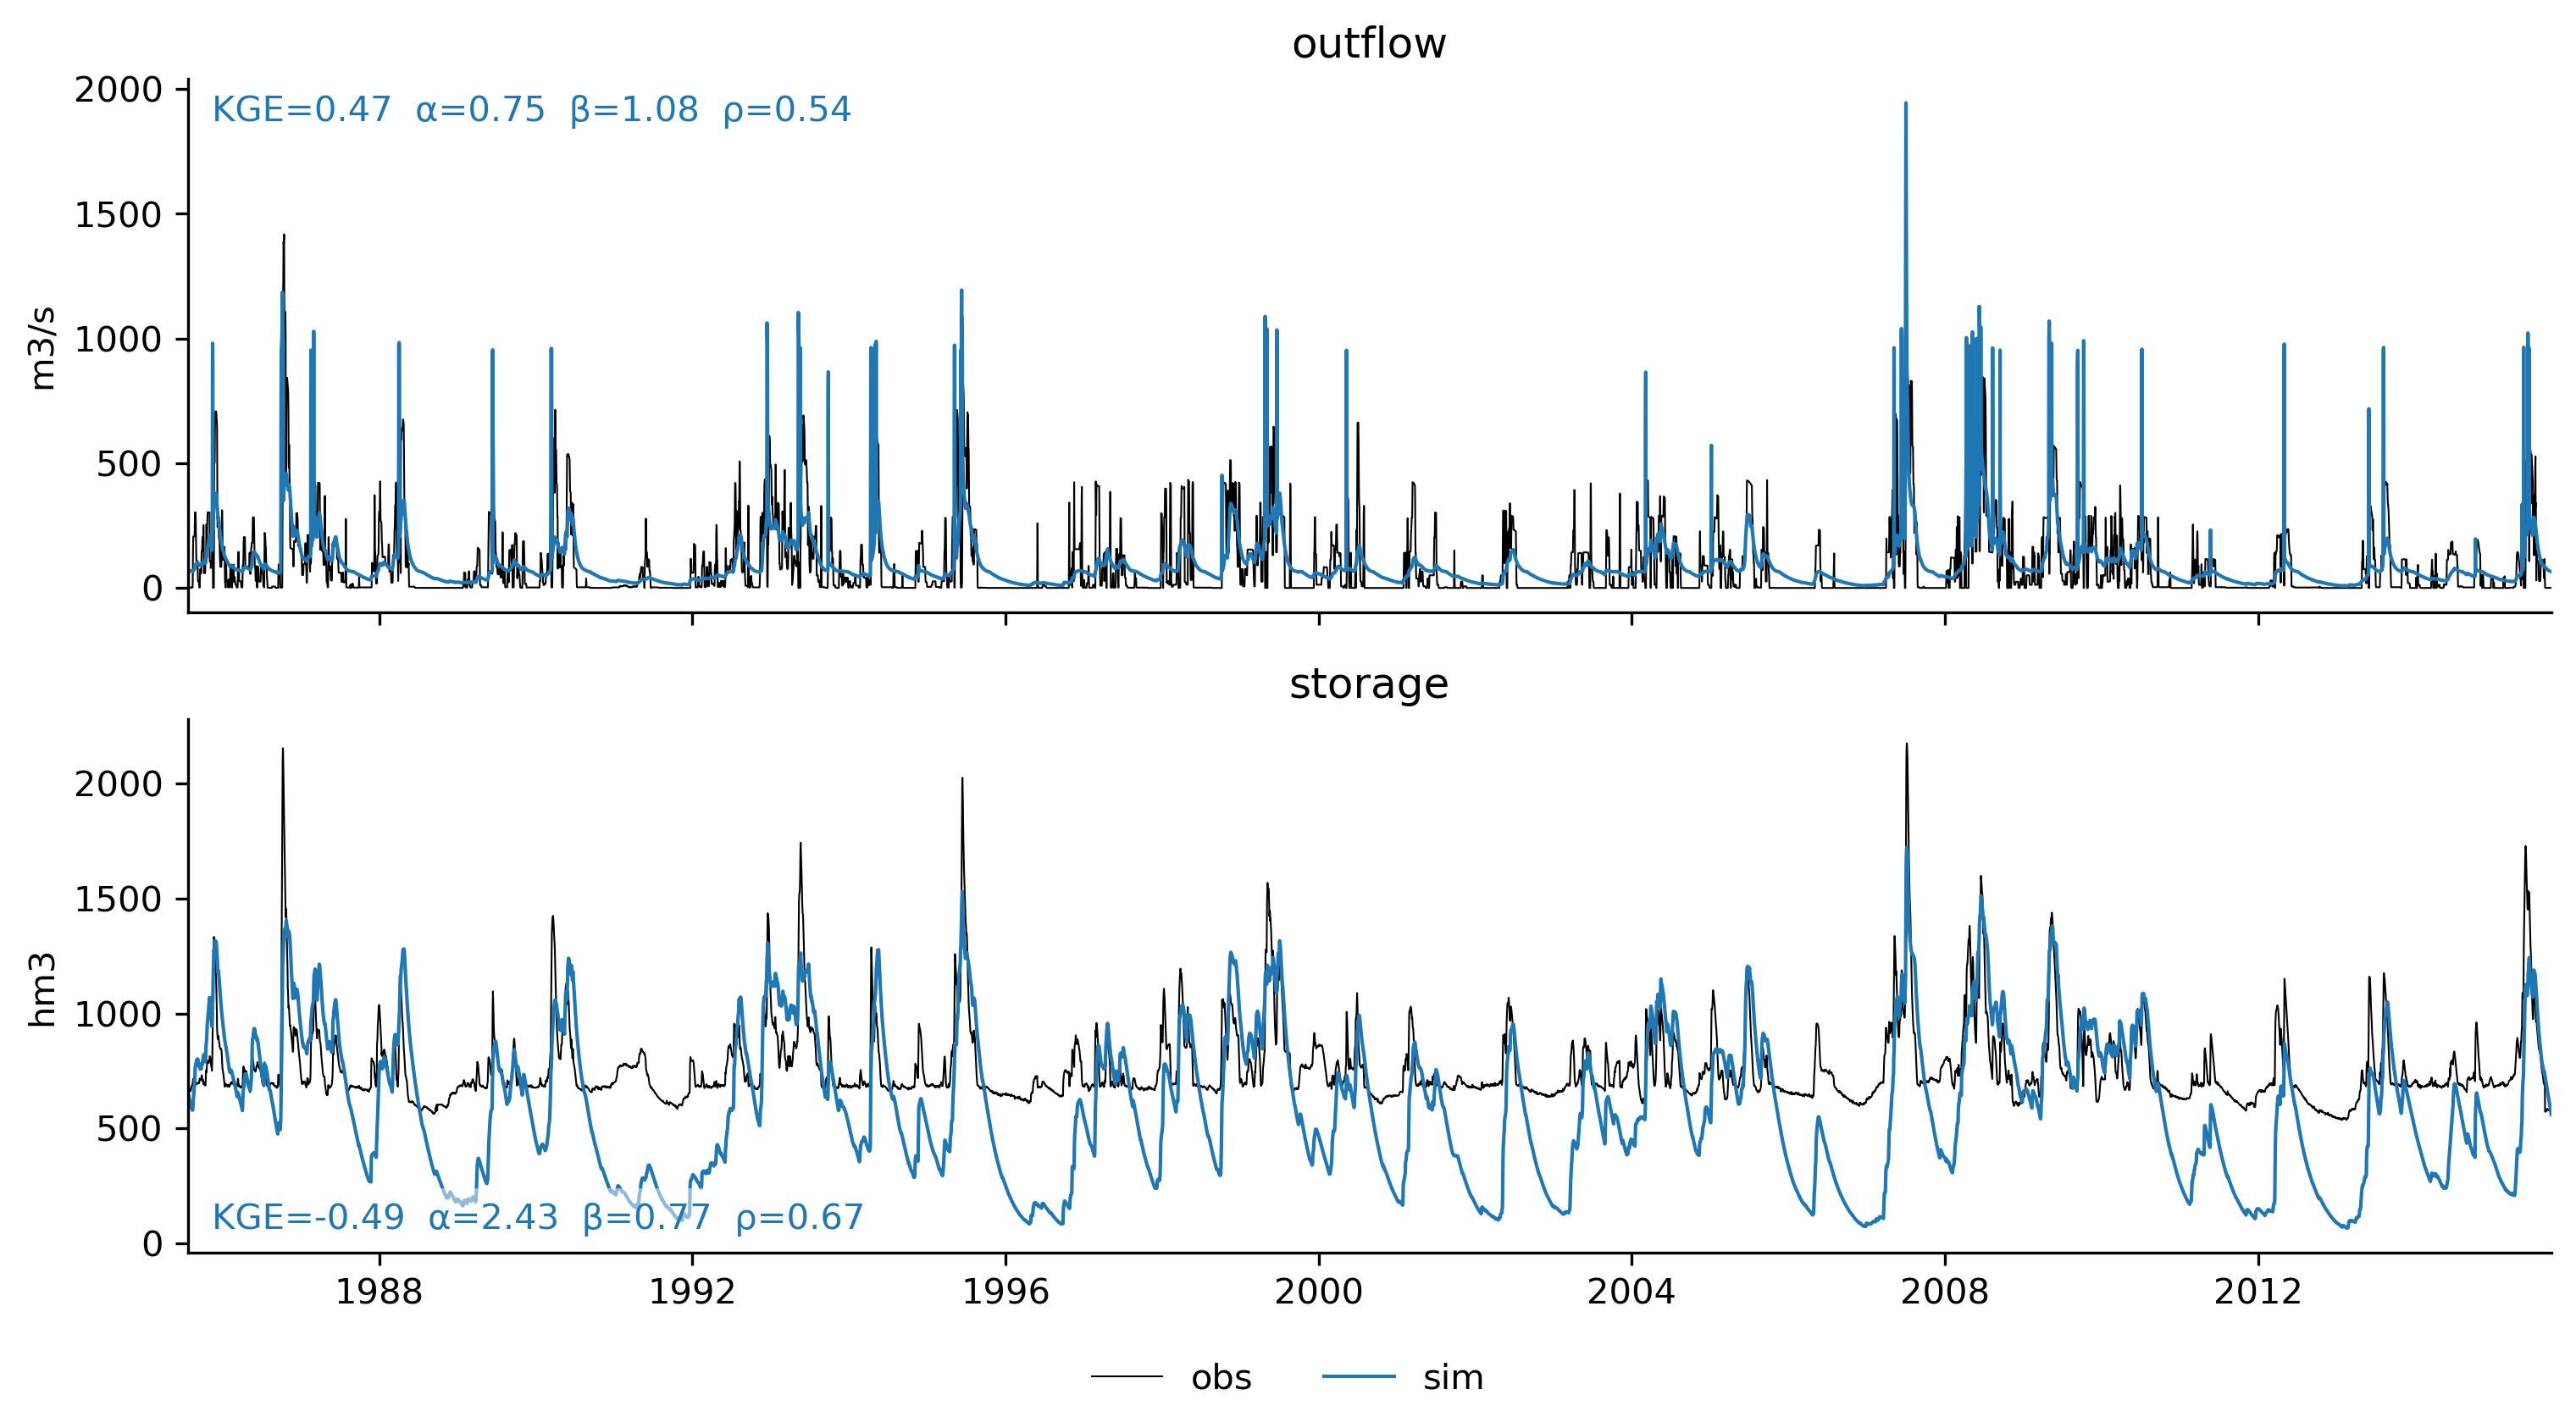 outflow
2000
KGE=0.47 α=0.75 β=1.08 ρ=0.54
1500
m3/s
1000
500
0
storage
2000
1500
hm3
1000
500
KGE=-0.49 α=2.43 β=0.77 ρ=0.67
0
1988 1992 1996 2000 2004 2008 2012
obs sim